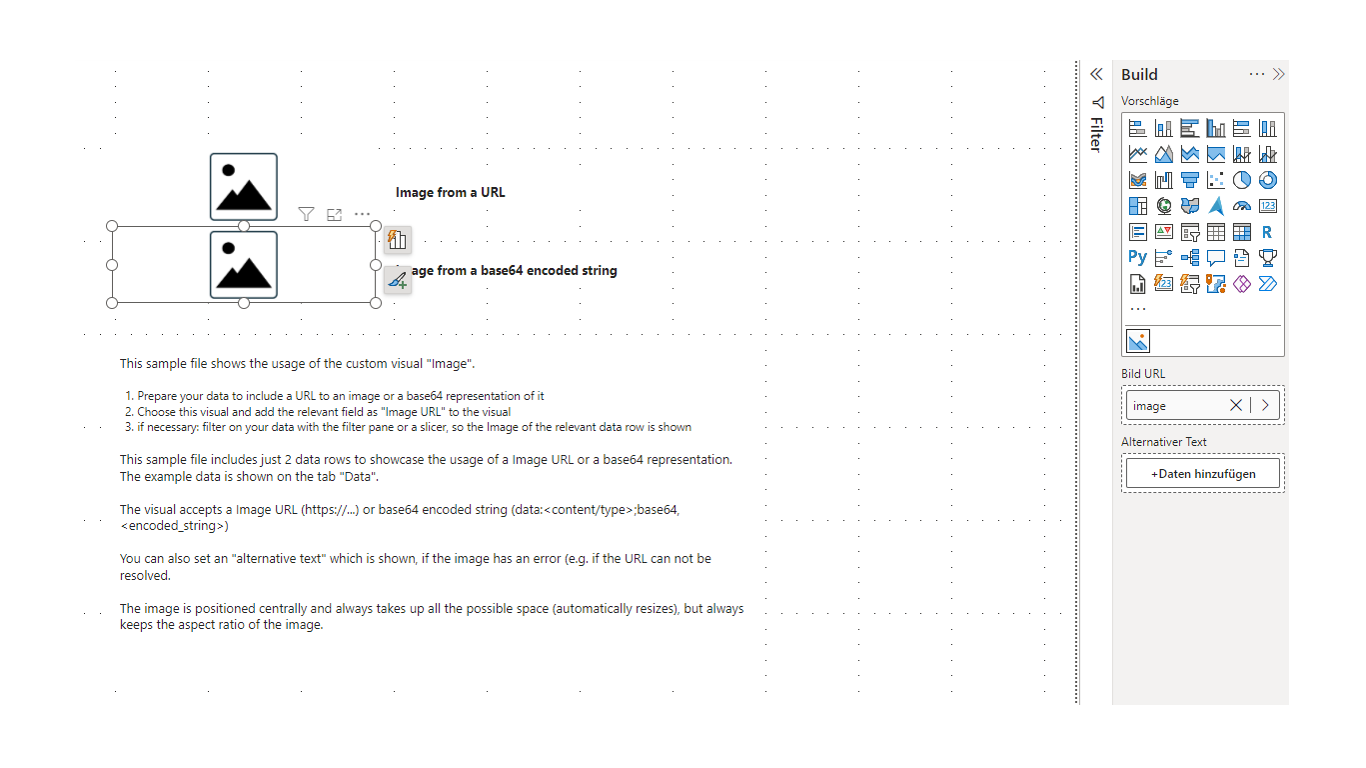 Build
Vorschläge
Filter
Image from a URL
123
age from a base64 encoded string
R
Py
123
This sample file shows the usage of the custom visual "Image".
1. Prepare your data to include a URL to an image or a base64 representation of it
2. Choose this visual and add the relevant field as "Image URL" to the visual
3. if necessary: filter on your data with the filter pane or a slicer, so the Image of the relevant data row is shown
This sample file includes just 2 data rows to showcase the usage of a Image URL or a base64 representation.
The example data is shown on the tab "Data".
The visual accepts a Image URL (https://...) or base64 encoded string (data:<content/type>;base64,
<encoded_string>)
You can also set an "alternative text" which is shown, if the image has an error (e.g. if the URL can not be
resolved.
The image is positioned centrally and always takes up all the possible space (automatically resizes), but always
keeps the aspect ratio of the image.
Bild URL
image
Alternativer Text
+Daten hinzufügen